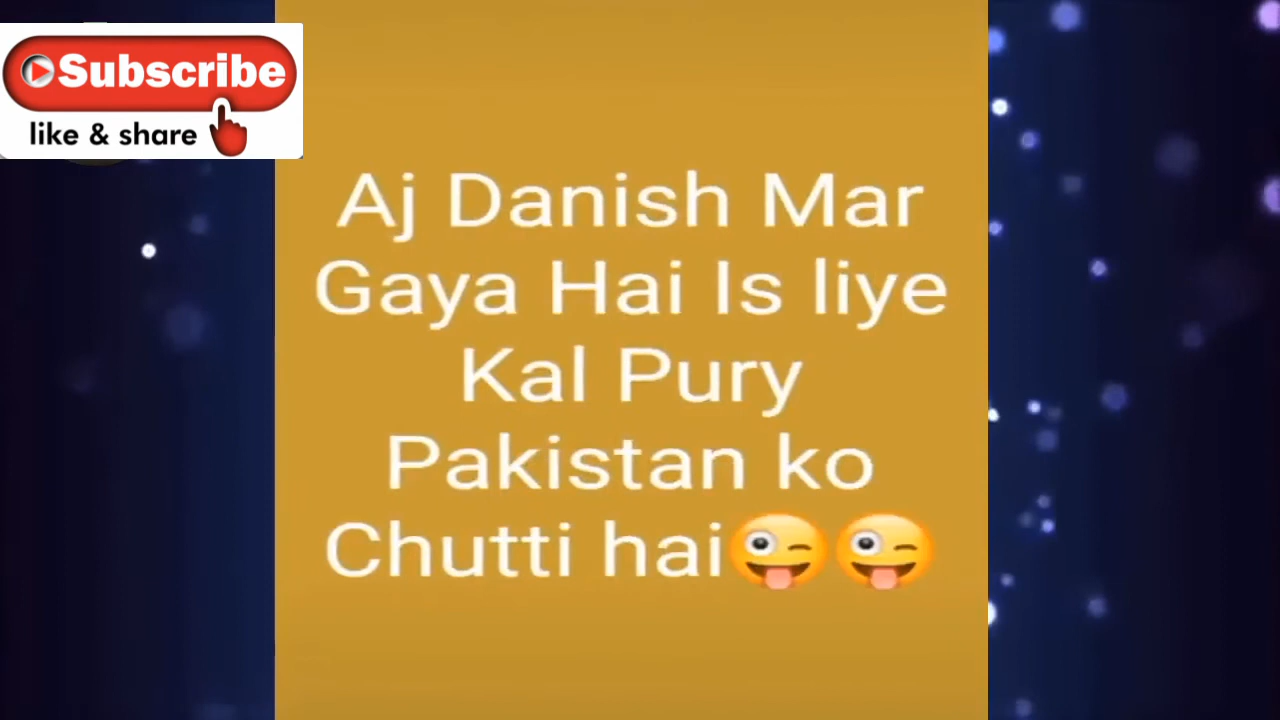 Subscribe
like & share
Aj Danish Mar
Gaya Hai Is liye
Kal Pury
Pakistan ko
Chutti hai😜😜